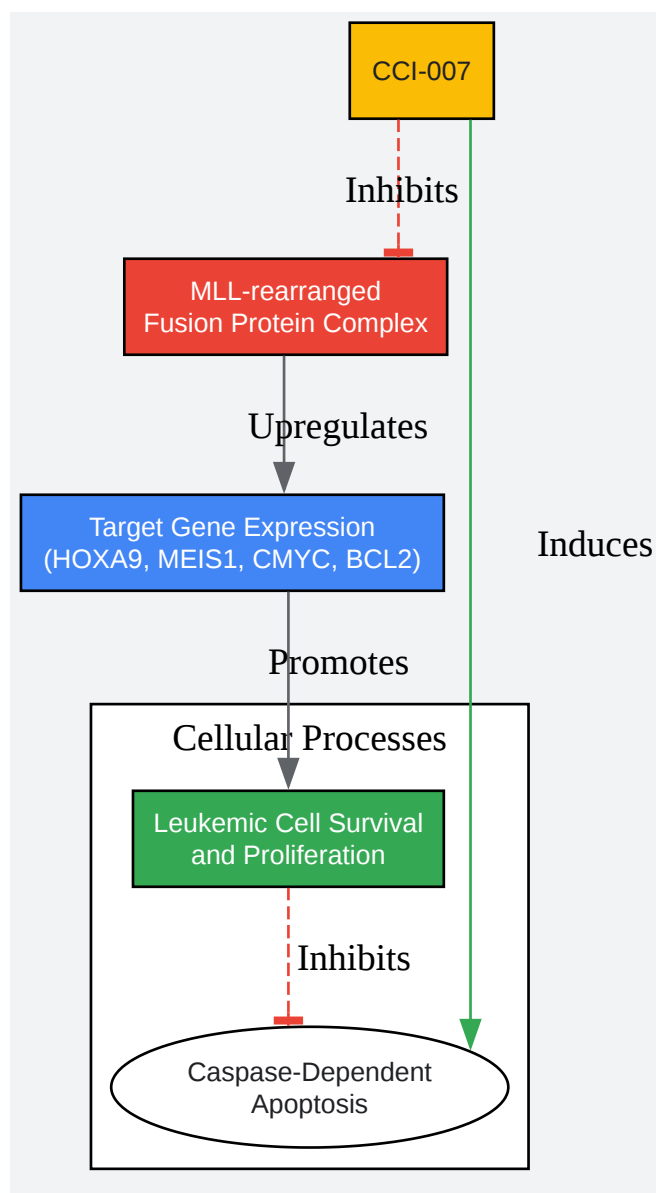 CCI-007
Inhibits
MLL-rearranged
Fusion Protein Complex
Upregulates
Target Gene Expression
(HOXA9, MEIS1, CMYC, BCL2)
Induces
Promotes
Cellular Processes
Leukemic Cell Survival
and Proliferation
Inhibits
Caspase-Dependent
Apoptosis